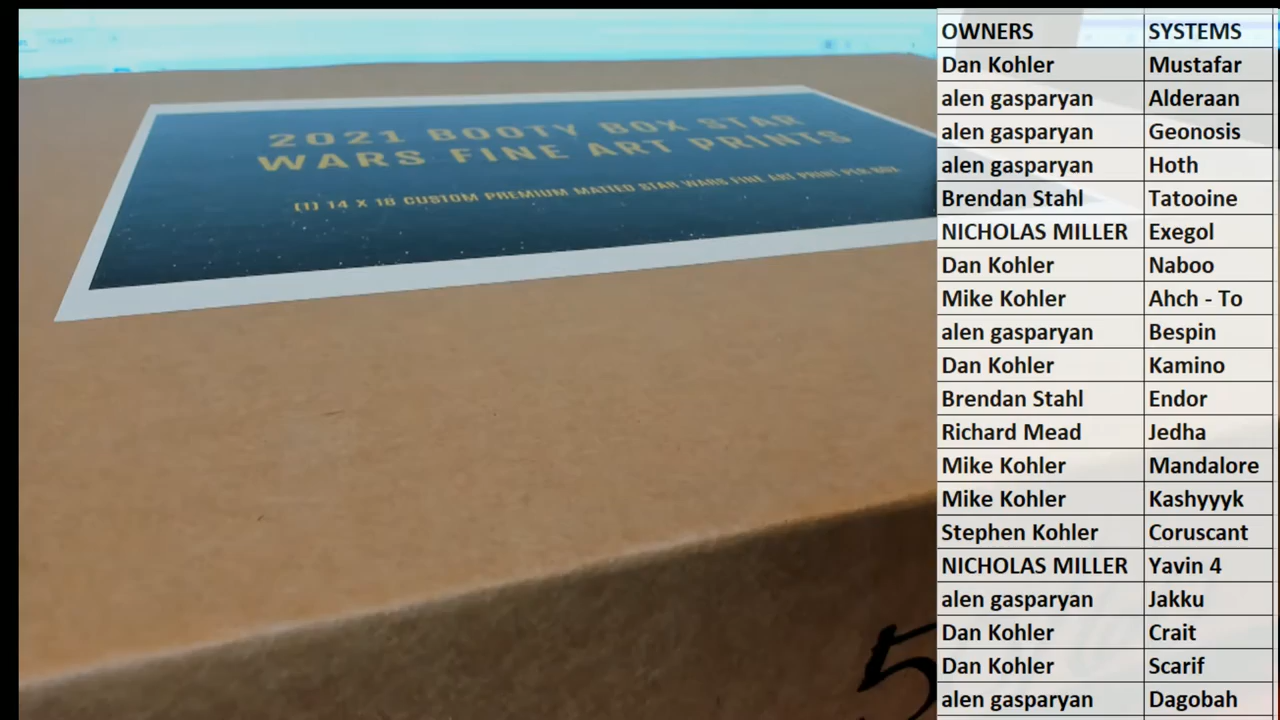 2021 BOOTY BOX STAR
WARS FINE ART PRINTS
(1) 14 X 18 CUSTOM PREMIUM MATTED STAR WARS FINE ART PRINT PER BOX
5
OWNERS SYSTEMS
Dan Kohler Mustafar
alen gasparyan Alderaan
alen gasparyan Geonosis
alen gasparyan Hoth
Brendan Stahl Tatooine
NICHOLAS MILLER Exegol
Dan Kohler Naboo
Mike Kohler Ahch - To
alen gasparyan Bespin
Dan Kohler Kamino
Brendan Stahl Endor
Richard Mead Jedha
Mike Kohler Mandalore
Mike Kohler Kashyyyk
Stephen Kohler Coruscant
NICHOLAS MILLER Yavin 4
alen gasparyan Jakku
Dan Kohler Crait
Dan Kohler Scarif
alen gasparyan Dagobah